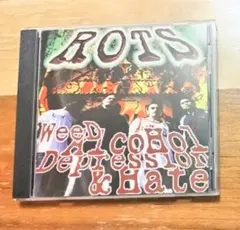 ROTS
Weed, Alcohol
Depression
& Hate